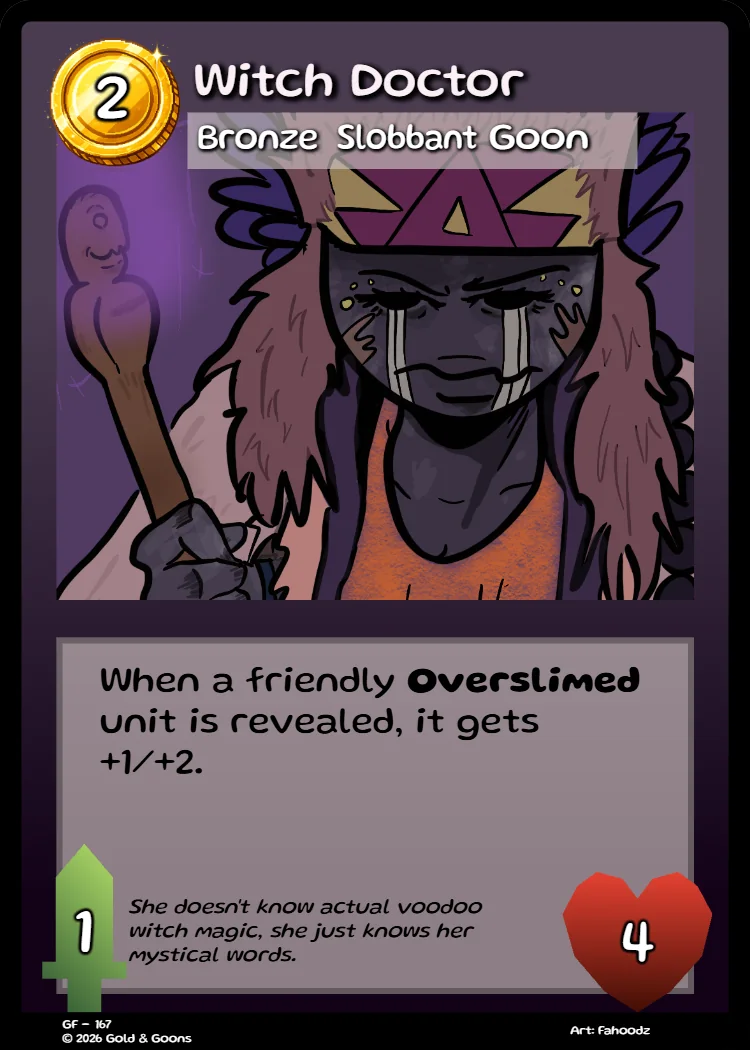 2
Witch Doctor
Bronze Slobbant Goon
When a friendly Overslimed
unit is revealed, it gets
+1/+2.
She doesn't know actual voodoo
witch magic, she just knows her
mystical words.
1
4
GF - 167
© 2026 Gold & Goons
Art: Fahoodz